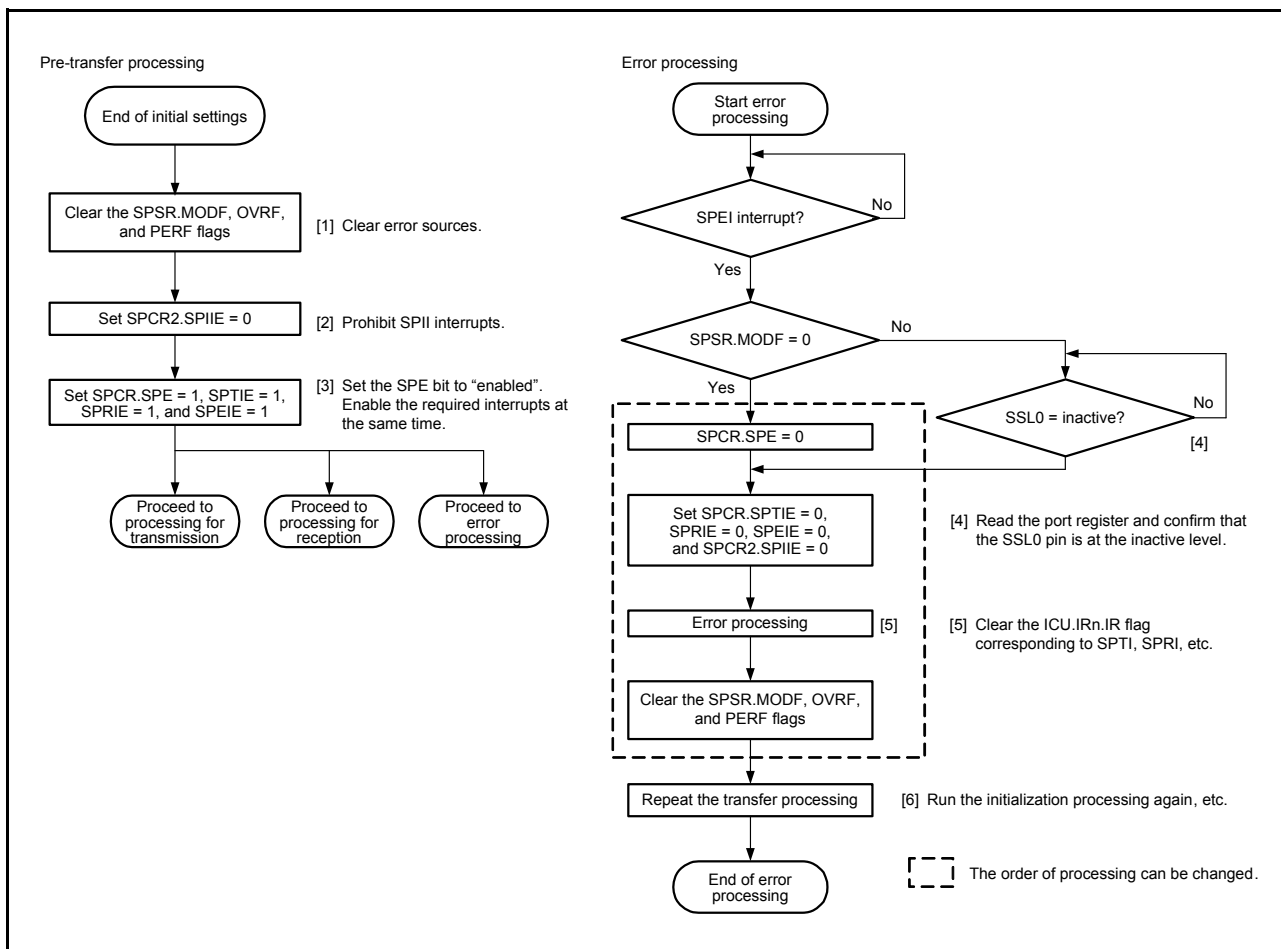 Pre-transfer processing
End of initial settings
Clear the SPSR.MODF, OVRF,
and PERF flags
[1] Clear error sources.
Set SPCR2.SPIIE = 0
[2] Prohibit SPII interrupts.
Set SPCR.SPE = 1, SPTIE = 1,
SPRIE = 1, and SPEIE = 1
[3] Set the SPE bit to “enabled”.
Enable the required interrupts at
the same time.
Proceed to
processing for
transmission
Proceed to
processing for
reception
Proceed to
error
processing
Error processing
Start error
processing
SPEI interrupt?
No
Yes
SPSR.MODF = 0
No
Yes
SSL0 = inactive?
No
[4]
SPCR.SPE = 0
Set SPCR.SPTIE = 0,
SPRIE = 0, SPEIE = 0,
and SPCR2.SPIIE = 0
[4] Read the port register and confirm that
the SSL0 pin is at the inactive level.
Error processing
[5]
[5] Clear the ICU.IRn.IR flag
corresponding to SPTI, SPRI, etc.
Clear the SPSR.MODF, OVRF,
and PERF flags
Repeat the transfer processing
[6] Run the initialization processing again, etc.
End of error
processing
The order of processing can be changed.